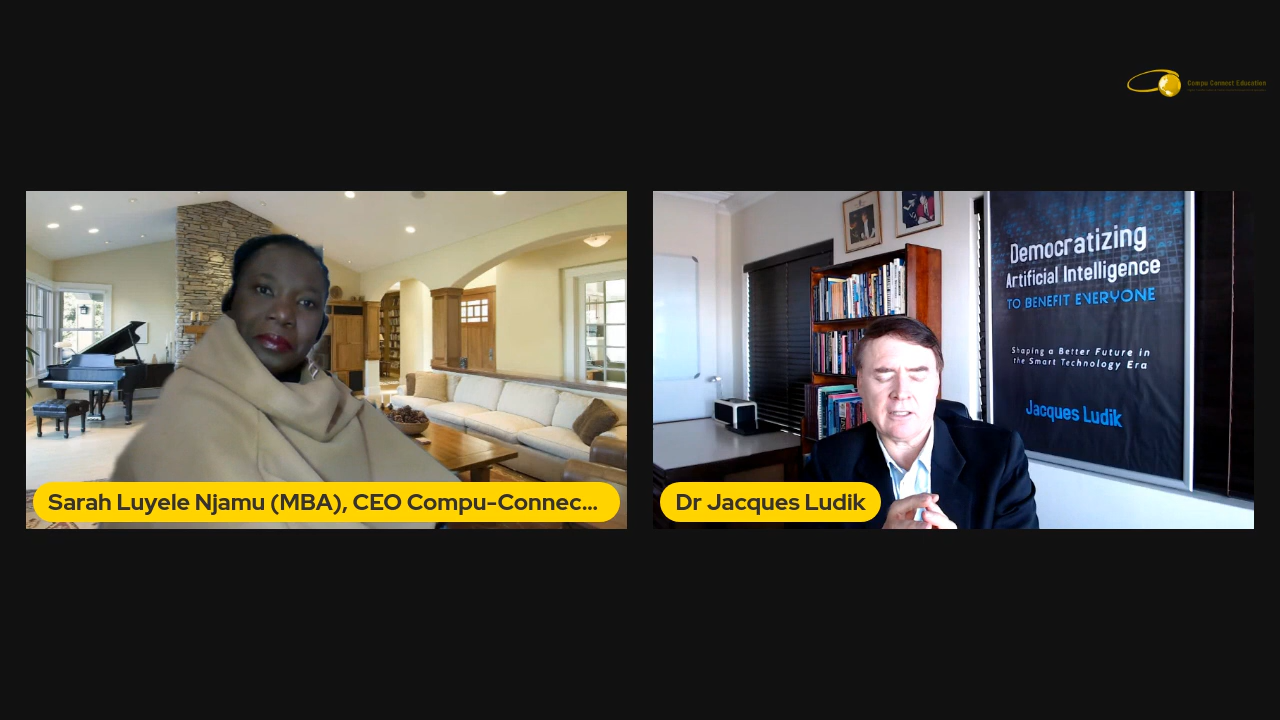 Compu Connect Education
Democratizing
Artificial Intelligence
TO BENEFIT EVERYONE
Shaping a Better Future in
the Smart Technology Era
Jacques Ludik
Sarah Luyele Njamu (MBA), CEO Compu-Connec...
Dr Jacques Ludik